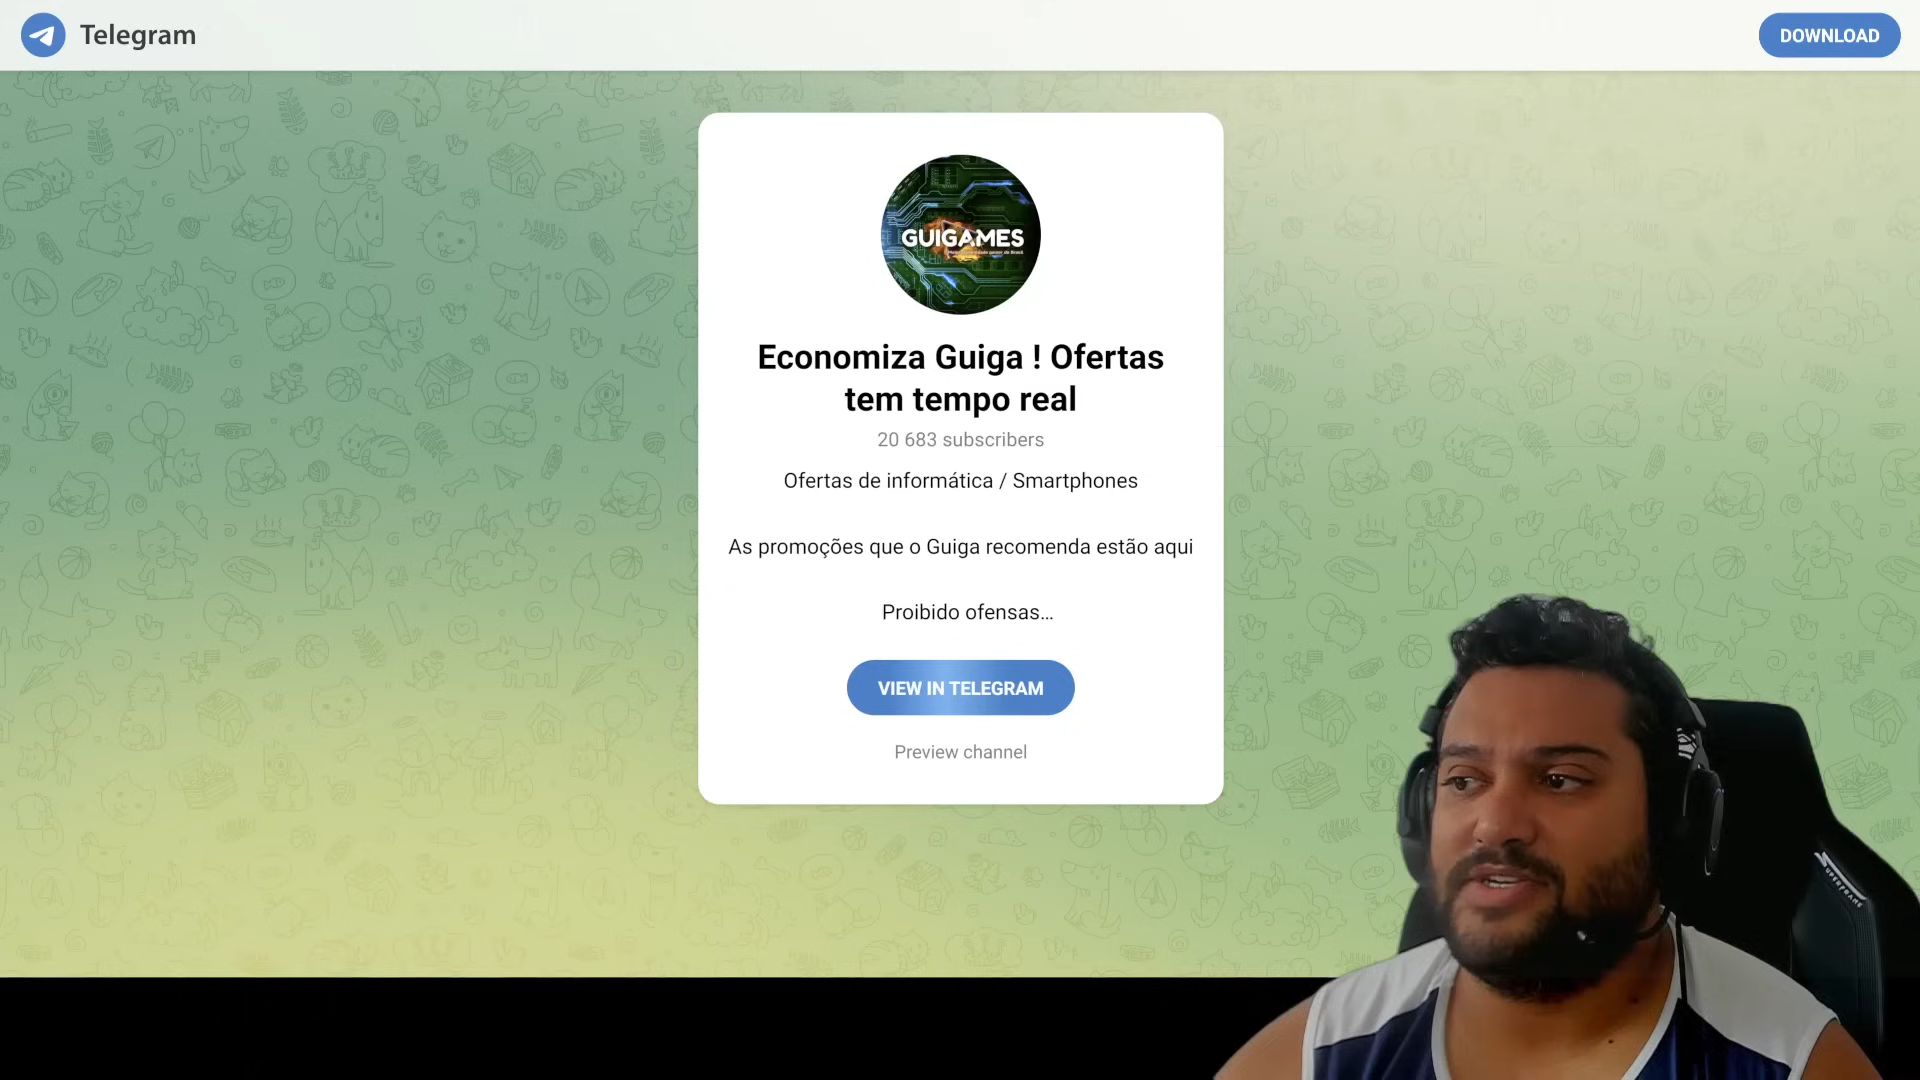 Telegram
DOWNLOAD
GUIGAMES
Economiza Guiga ! Ofertas
tem tempo real
20 683 subscribers
Ofertas de informática / Smartphones
As promoções que o Guiga recomenda estão aqui
Proibido ofensas...
VIEW IN TELEGRAM
Preview channel
SUPERFRAME